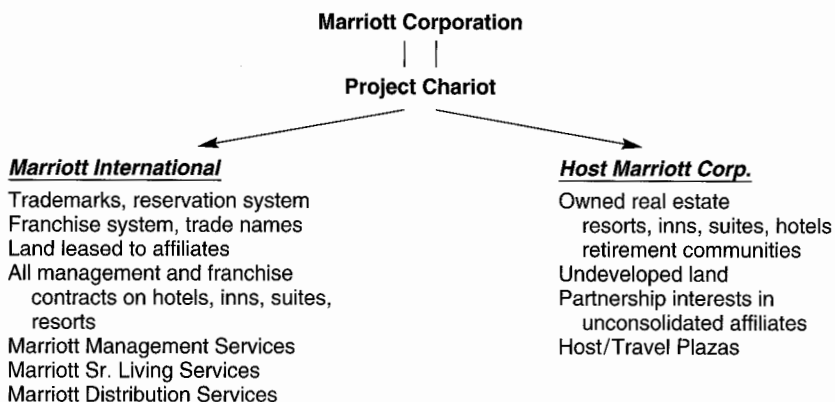 Marriott Corporation
Project Chariot
Marriott International
Trademarks, reservation system
Franchise system, trade names
Land leased to affiliates
All management and franchise
contracts on hotels, inns, suites,
resorts
Marriott Management Services
Marriott Sr. Living Services
Marriott Distribution Services
Host Marriott Corp.
Owned real estate
resorts, inns, suites, hotels
retirement communities
Undeveloped land
Partnership interests in
unconsolidated affiliates
Host/Travel Plazas